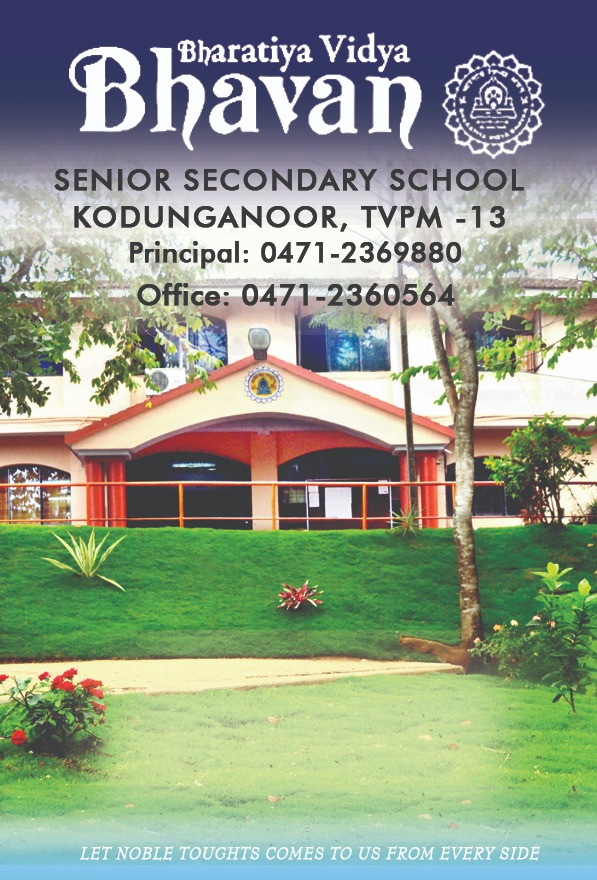 Bharatiya Vidya
Bhavan
SENIOR SECONDARY SCHOOL
KODUNGANOOR, TVPM -13
Principal: 0471-2369880
Office: 0471-2360564
LET NOBLE TOUGHTS COMES TO US FROM EVERY SIDE